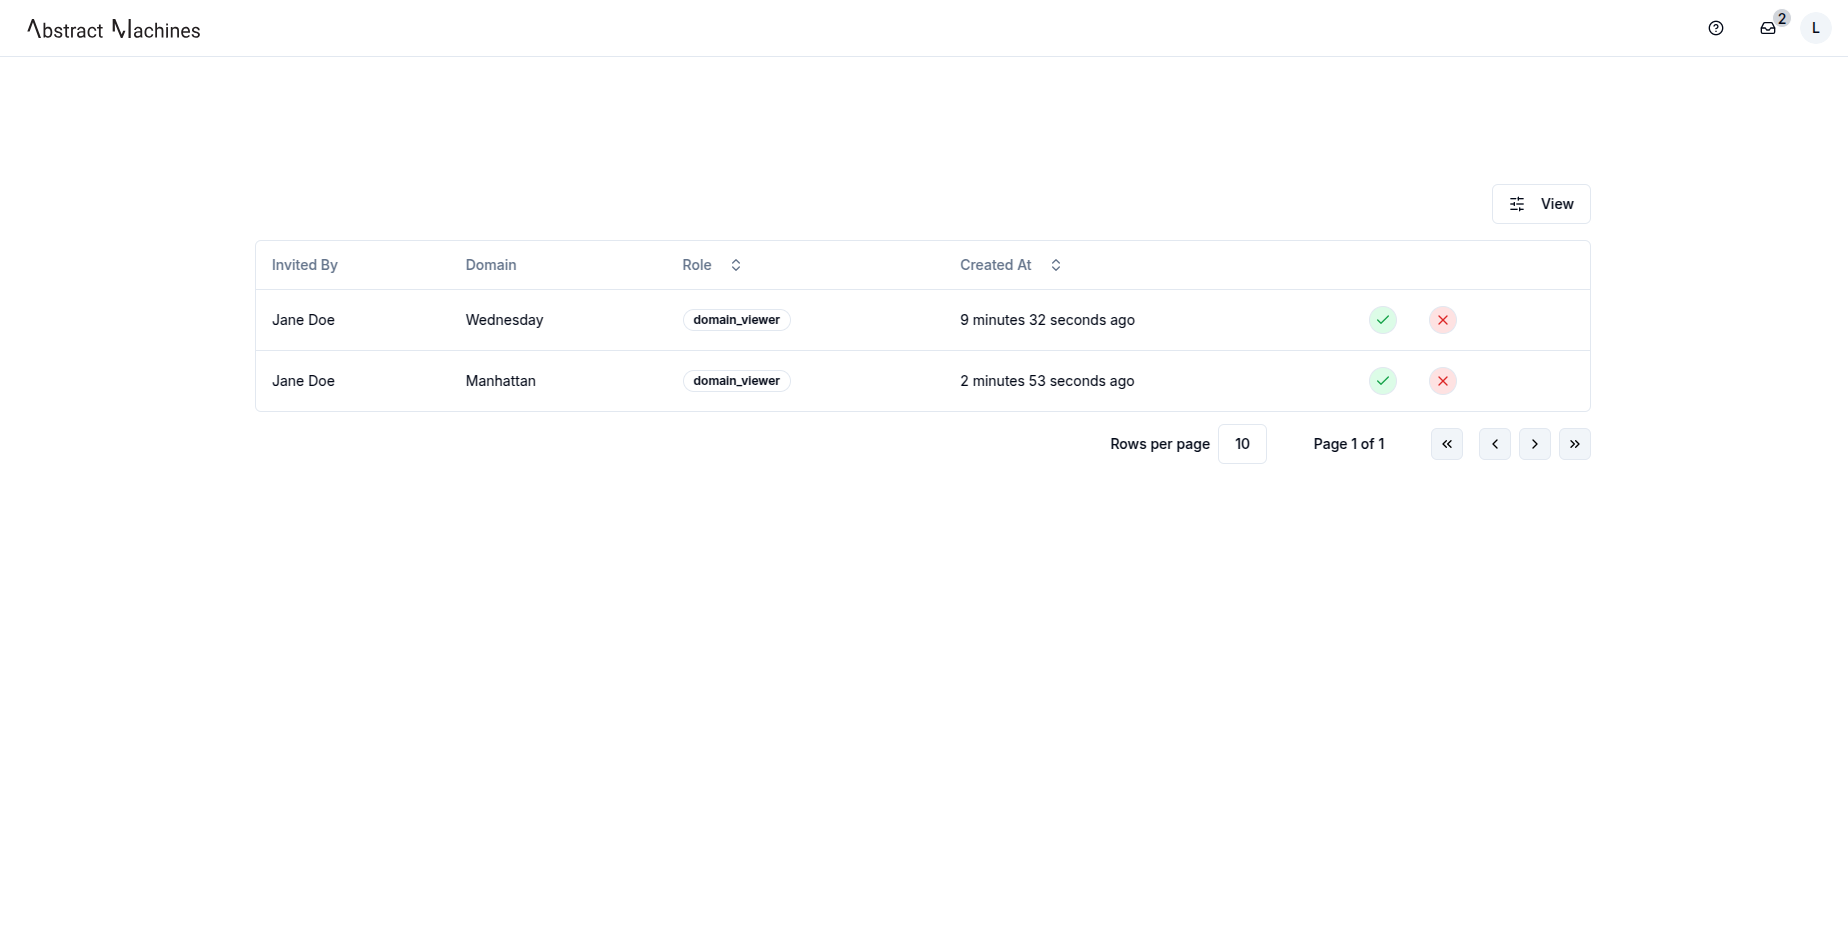 Abstract Machines
2
L
View
Invited By Domain Role Created At
Jane Doe Wednesday domain_viewer 9 minutes 32 seconds ago
Jane Doe Manhattan domain_viewer 2 minutes 53 seconds ago
Rows per page 10 Page 1 of 1